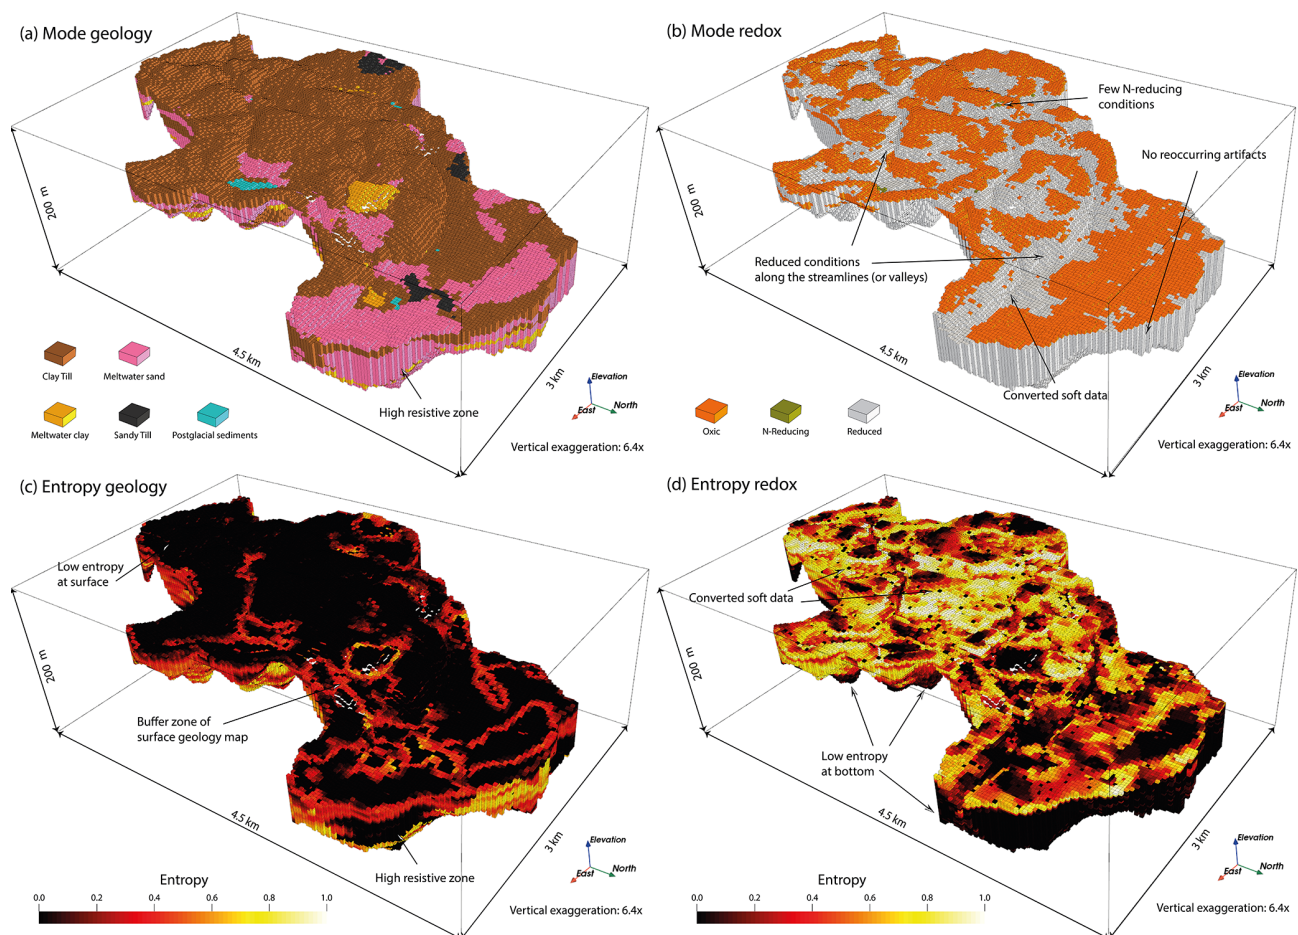 (a) Mode geology
200 m
4.5 km
3 km
High resistive zone
Clay Till
Meltwater sand
Meltwater clay
Sandy Till
Postglacial sediments
Elevation
East
North
Vertical exaggeration: 6.4x
(b) Mode redox
Few N-reducing
conditions
No reoccurring artifacts
200 m
Reduced conditions
along the streamlines (or valleys)
4.5 km
3 km
Converted soft data
Oxic
N-Reducing
Reduced
Elevation
East
North
Vertical exaggeration: 6.4x
(c) Entropy geology
Low entropy
at surface
200 m
Buffer zone of
surface geology map
4.5 km
3 km
High resistive zone
Elevation
East
North
Entropy
0.0 0.2 0.4 0.6 0.8 1.0
Vertical exaggeration: 6.4x
(d) Entropy redox
Converted soft data
200 m
Low entropy
at bottom
4.5 km
3 km
Elevation
East
North
Entropy
0.0 0.2 0.4 0.6 0.8 1.0
Vertical exaggeration: 6.4x